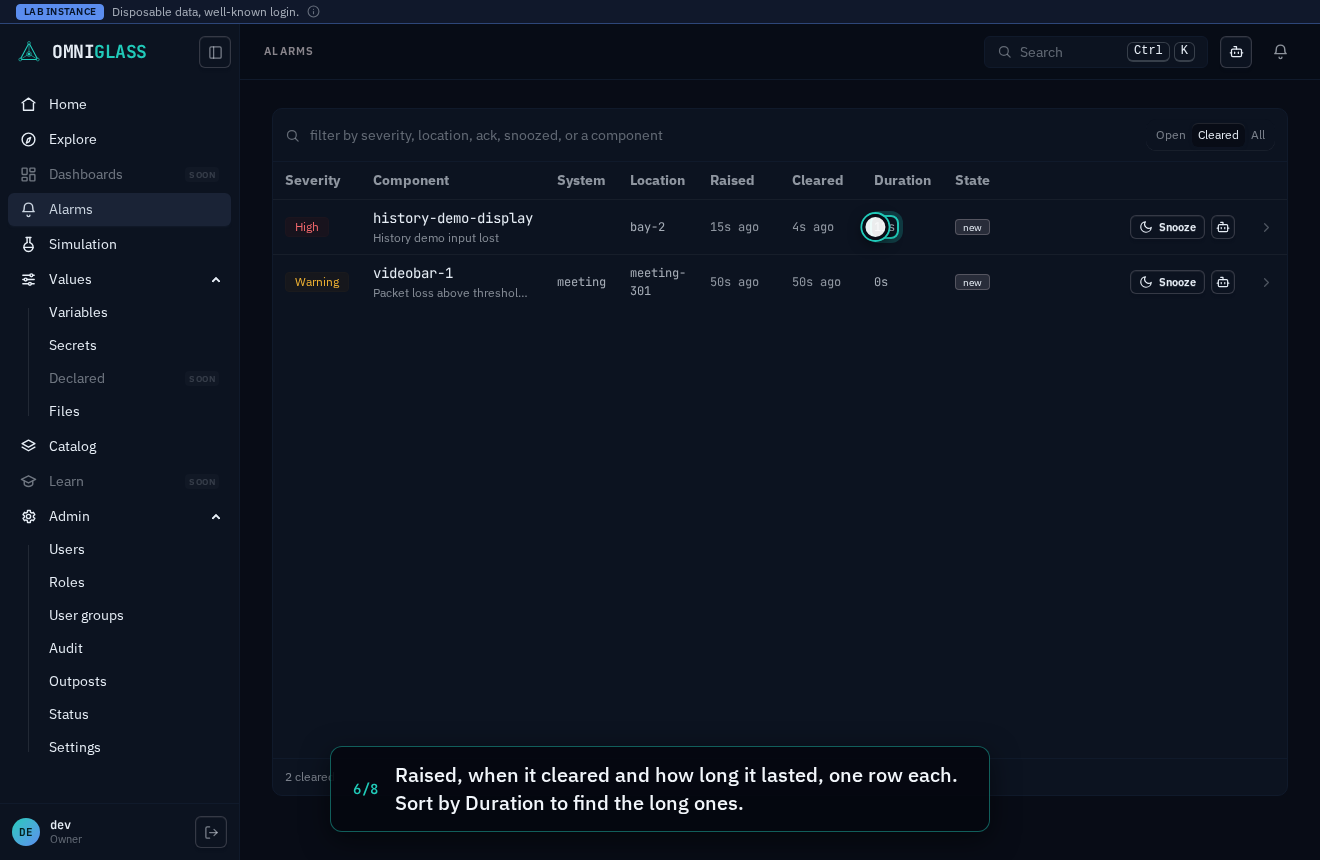 LAB INSTANCE Disposable data, well-known login.
OMNIGLASS
ALARMS
Search Ctrl K
Home
Explore
Dashboards SOON
Alarms
Simulation
Values
Variables
Secrets
Declared SOON
Files
Catalog
Learn SOON
Admin
Users
Roles
User groups
Audit
Outposts
Status
Settings
DE dev
Owner
filter by severity, location, ack, snoozed, or a component
Open Cleared All
Severity Component System Location Raised Cleared Duration State
High history-demo-display bay-2 15s ago 4s ago new Snooze
History demo input lost
Warning videobar-1 meeting meeting-301 50s ago 50s ago 0s new Snooze
Packet loss above threshol...
2 cleared
6/8 Raised, when it cleared and how long it lasted, one row each.
Sort by Duration to find the long ones.